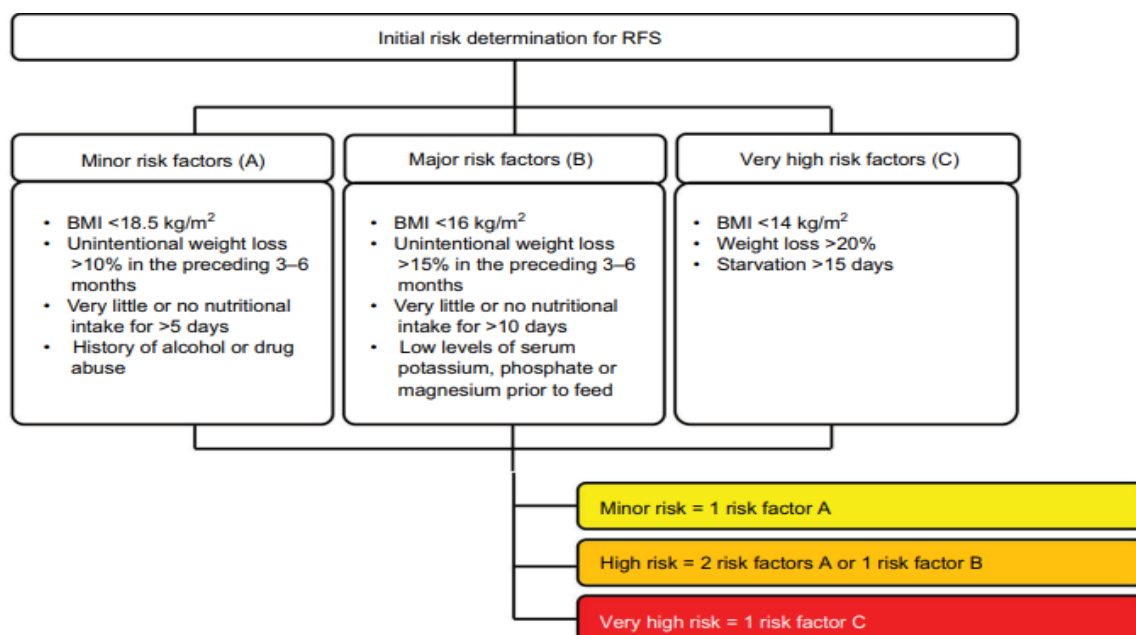 Initial risk determination for RFS
Minor risk factors (A)
• BMI <18.5 kg/m²
• Unintentional weight loss
>10% in the preceding 3–6
months
• Very little or no nutritional
intake for >5 days
• History of alcohol or drug
abuse
Major risk factors (B)
• BMI <16 kg/m²
• Unintentional weight loss
>15% in the preceding 3–6
months
• Very little or no nutritional
intake for >10 days
• Low levels of serum
potassium, phosphate or
magnesium prior to feed
Very high risk factors (C)
• BMI <14 kg/m²
• Weight loss >20%
• Starvation >15 days
Minor risk = 1 risk factor A
High risk = 2 risk factors A or 1 risk factor B
Very high risk = 1 risk factor C